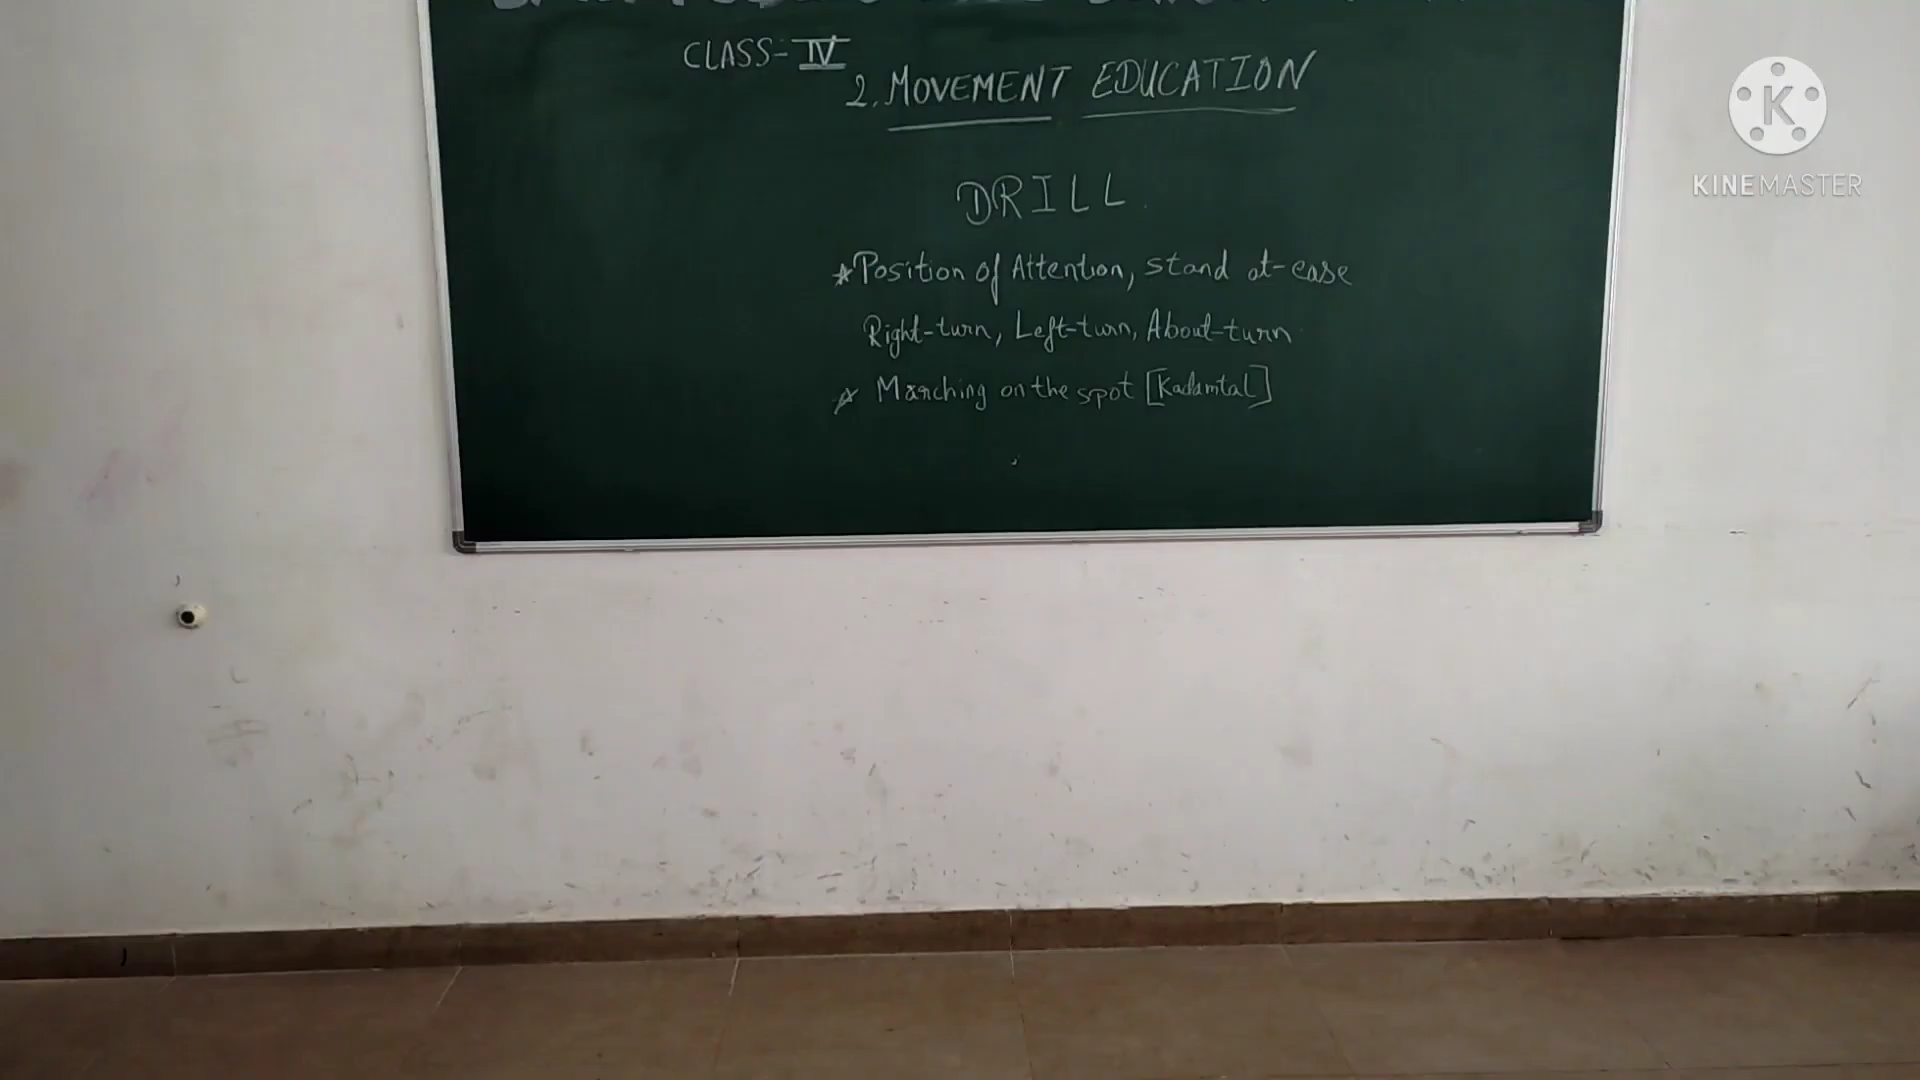 CLASS-IV
2. MOVEMENT EDUCATION
DRILL
*Position of Attention, stand at-ease
Right-turn, Left-turn, About-turn
* Marching on the spot [Kadamtal]
K
KINEMASTER